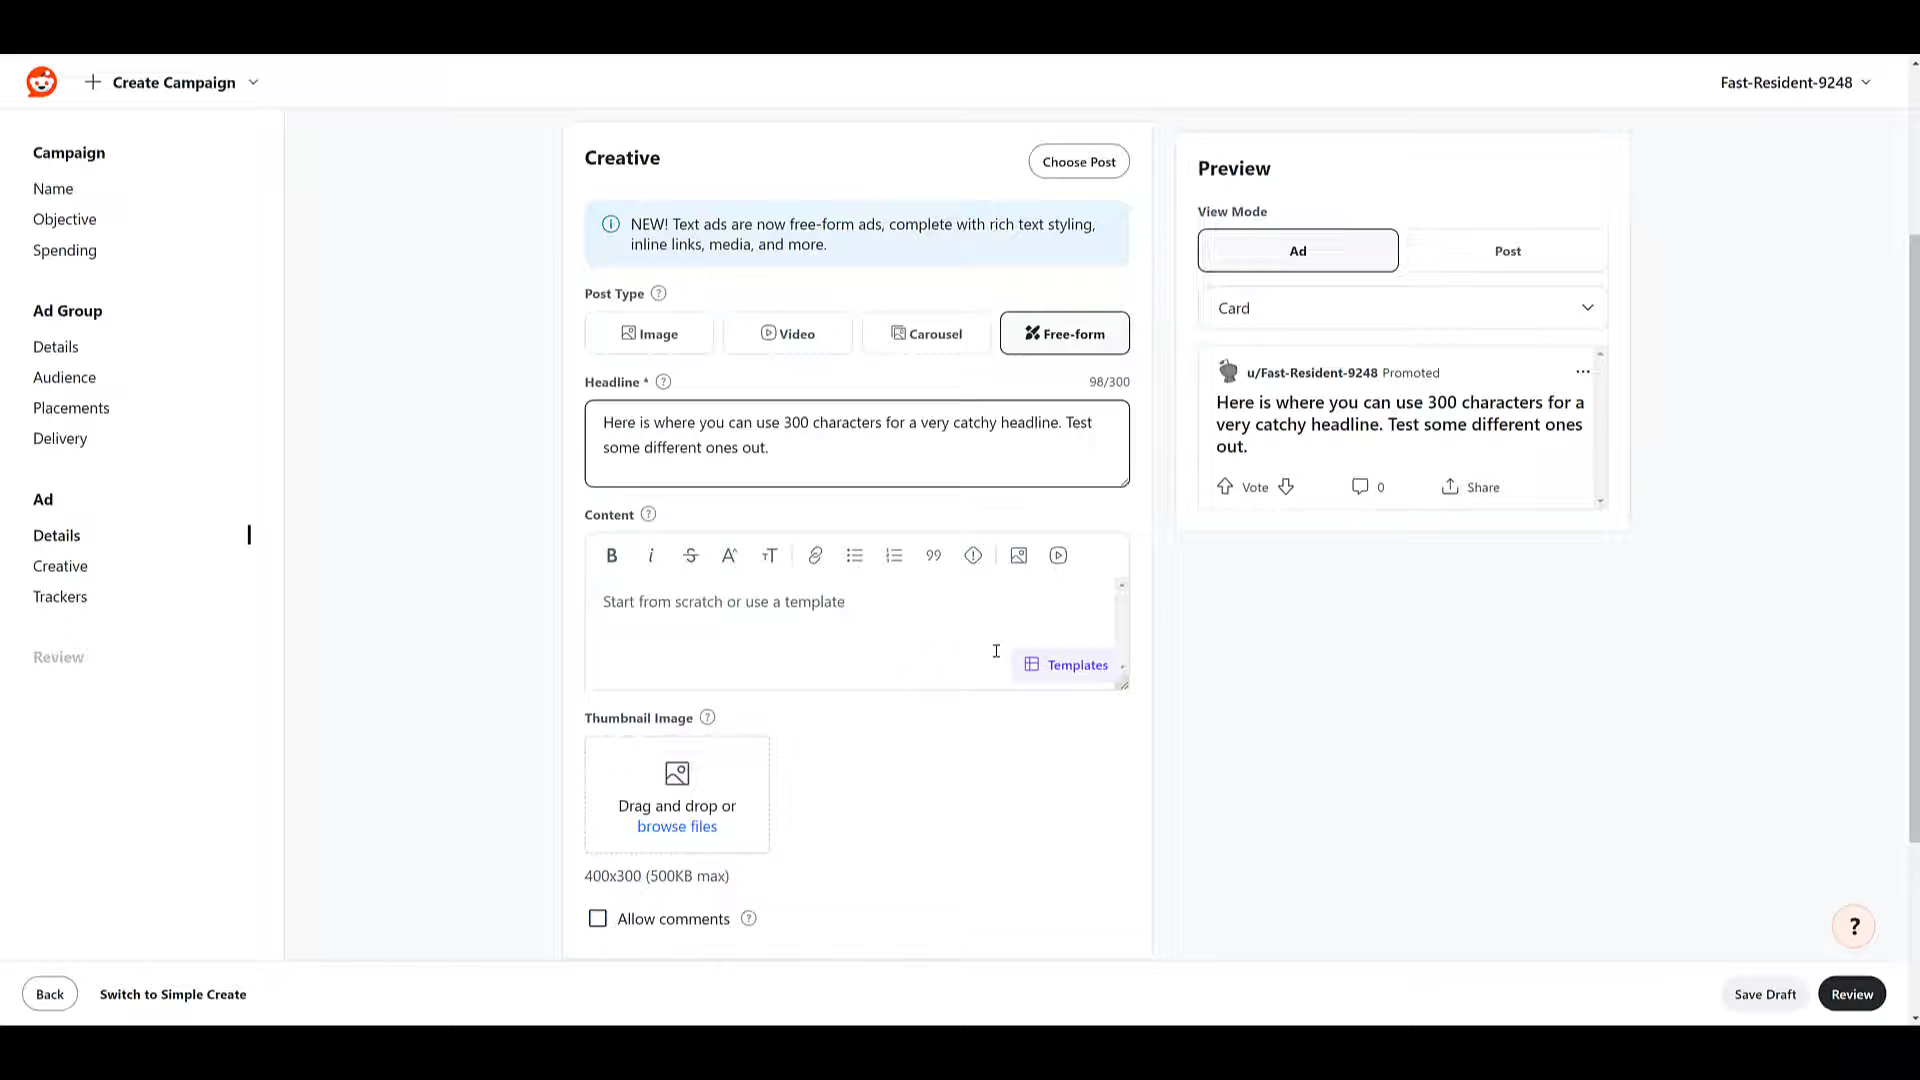 Create Campaign
Fast-Resident-9248
Campaign
Name
Objective
Spending
Ad Group
Details
Audience
Placements
Delivery
Ad
Details
Creative
Trackers
Review
Creative
Choose Post
NEW! Text ads are now free-form ads, complete with rich text styling,
inline links, media, and more.
Post Type
Image
Video
Carousel
Free-form
Headline *
98/300
Here is where you can use 300 characters for a very catchy headline. Test
some different ones out.
Content
Start from scratch or use a template
Templates
Thumbnail Image
Drag and drop or
browse files
400x300 (500KB max)
Allow comments
Preview
View Mode
Ad
Post
Card
u/Fast-Resident-9248 Promoted
Here is where you can use 300 characters for a
very catchy headline. Test some different ones
out.
Vote
0
Share
Back
Switch to Simple Create
Save Draft
Review